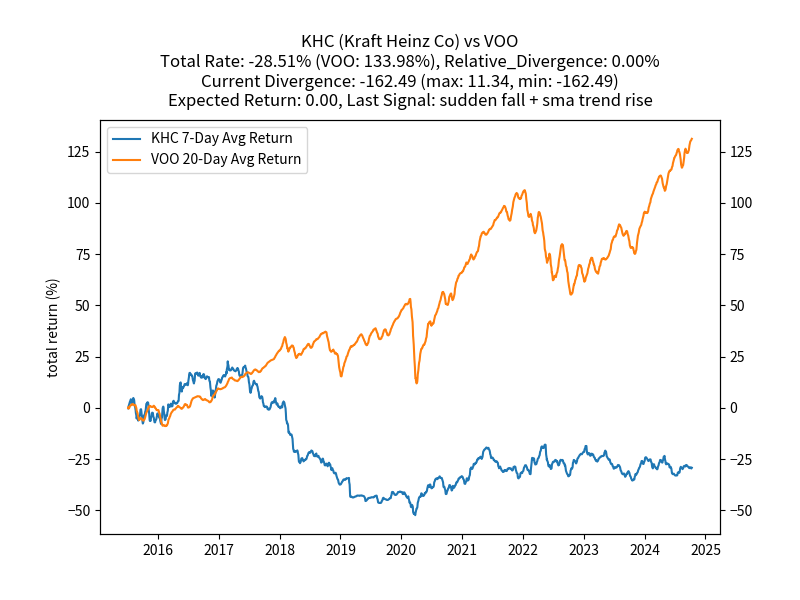 KHC (Kraft Heinz Co) vs VOO
Total Rate: -28.51% (VOO: 133.98%), Relative_Divergence: 0.00%
Current Divergence: -162.49 (max: 11.34, min: -162.49)
Expected Return: 0.00, Last Signal: sudden fall + sma trend rise
KHC 7-Day Avg Return
VOO 20-Day Avg Return
total return (%)
125
100
75
50
25
0
−25
−50
125
100
75
50
25
0
−25
−50
2016 2017 2018 2019 2020 2021 2022 2023 2024 2025